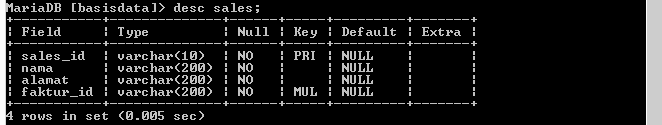 MariaDB [basisdata]> desc sales;
+-----------+--------------+------+-----+---------+-------+
| Field     | Type         | Null | Key | Default | Extra |
+-----------+--------------+------+-----+---------+-------+
| sales_id  | varchar(10)  | NO   | PRI | NULL    |       |
| nama      | varchar(200) | NO   |     | NULL    |       |
| alamat    | varchar(200) | NO   |     | NULL    |       |
| faktur_id | varchar(200) | NO   | MUL | NULL    |       |
+-----------+--------------+------+-----+---------+-------+
4 rows in set (0.005 sec)